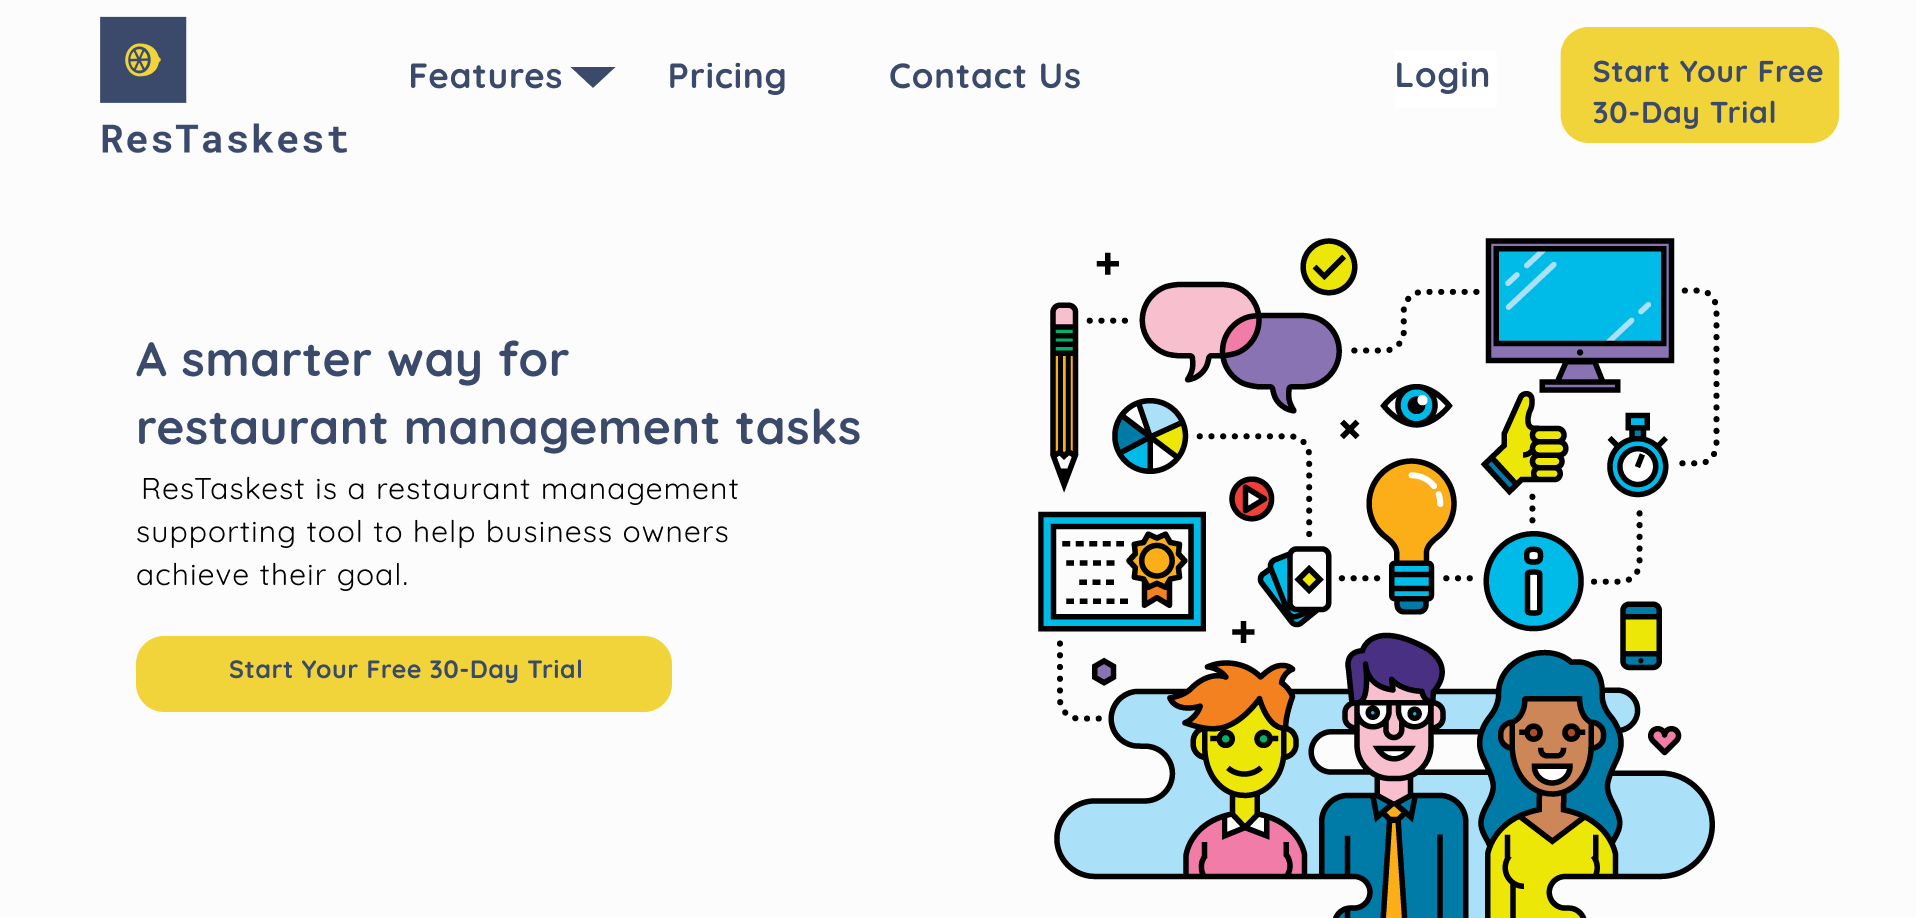 ResTaskest
Features
Pricing
Contact Us
Login
Start Your Free
30-Day Trial
A smarter way for
restaurant management tasks
ResTaskest is a restaurant management
supporting tool to help business owners
achieve their goal.
Start Your Free 30-Day Trial